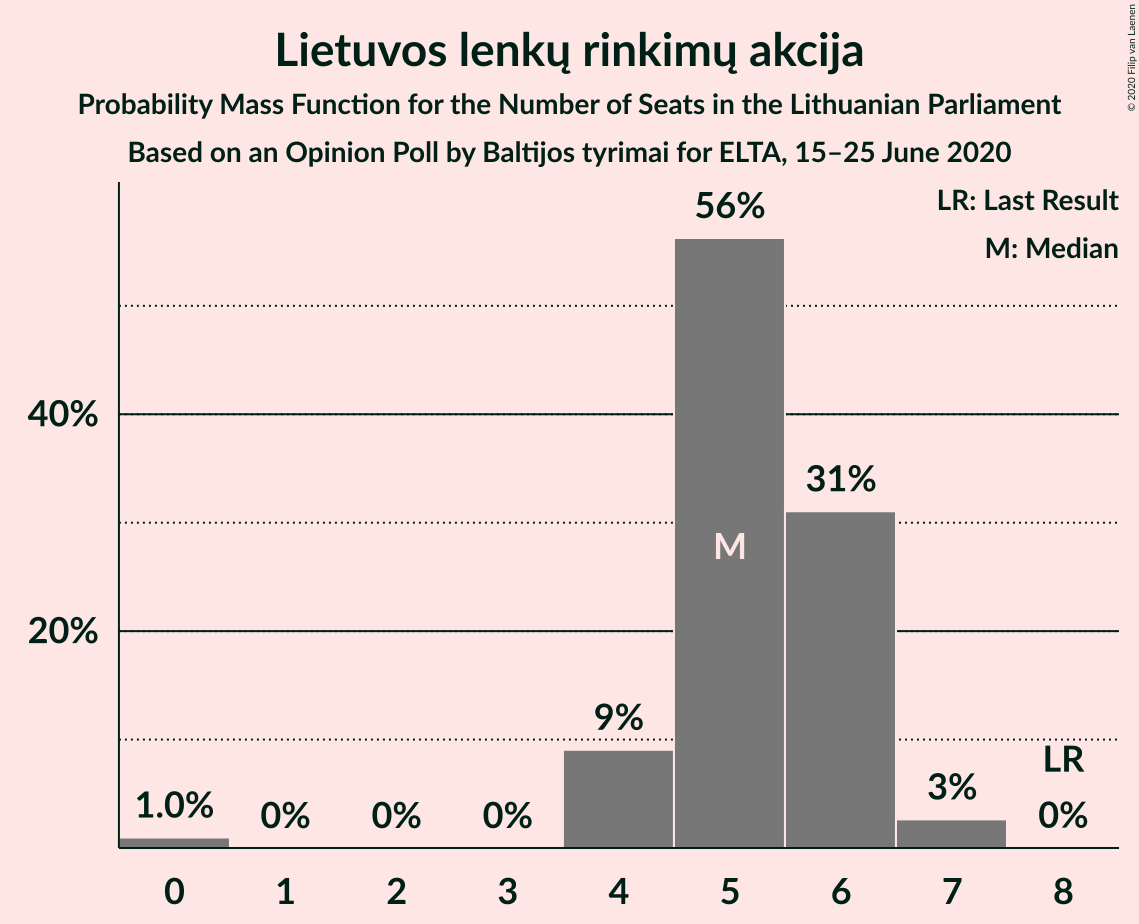 Lietuvos lenkų rinkimų akcija
Probability Mass Function for the Number of Seats in the Lithuanian Parliament
Based on an Opinion Poll by Baltijos tyrimai for ELTA, 15–25 June 2020
© 2020 Filip van Laenen
LR: Last Result
M: Median
56%
40%
31%
M
20%
9%
LR
1.0% 0% 0% 0% 3% 0%
0 1 2 3 4 5 6 7 8